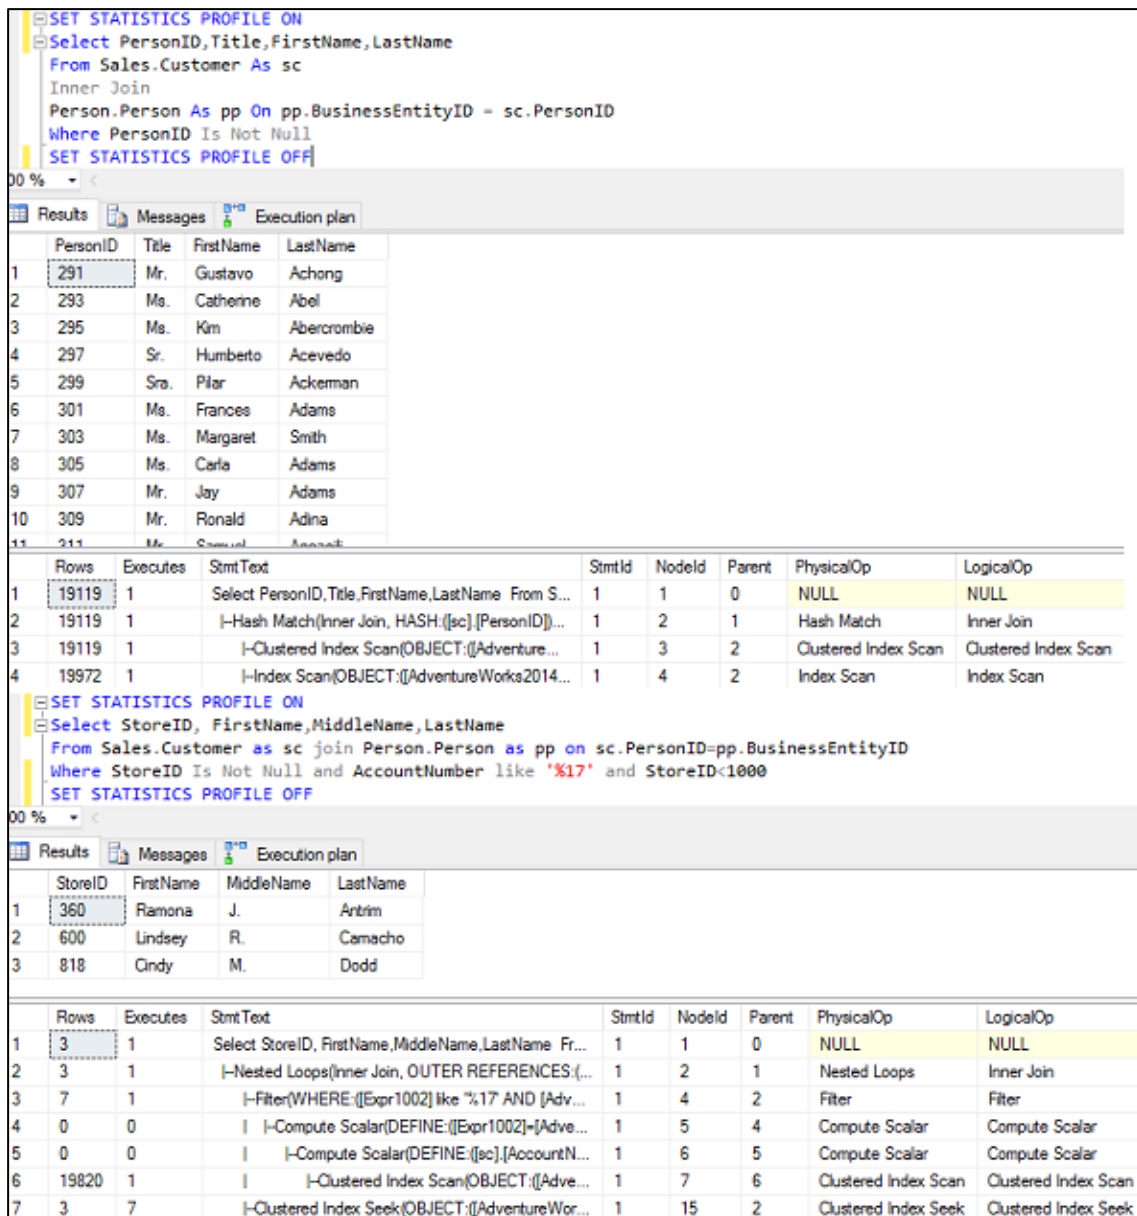 SET STATISTICS PROFILE ON
Select PersonID,Title,FirstName,LastName
From Sales.Customer As sc
Inner Join
Person.Person As pp On pp.BusinessEntityID = sc.PersonID
Where PersonID Is Not Null
SET STATISTICS PROFILE OFF
00 %
Results Messages Execution plan
PersonID Title FirstName LastName
1 291 Mr. Gustavo Achong
2 293 Ms. Catherine Abel
3 295 Ms. Kim Abercrombie
4 297 Sr. Humberto Acevedo
5 299 Sra. Pilar Ackerman
6 301 Ms. Frances Adams
7 303 Ms. Margaret Smith
8 305 Ms. Carla Adams
9 307 Mr. Jay Adams
10 309 Mr. Ronald Adina
11 311 Mr. Samuel
Rows Executes StmtText StmtId NodeId Parent PhysicalOp LogicalOp
1 19119 1 Select PersonID,Title,FirstName,LastName From S... 1 1 0 NULL NULL
2 19119 1 |--Hash Match(Inner Join, HASH:([sc].[PersonID])... 1 2 1 Hash Match Inner Join
3 19119 1 |--Clustered Index Scan(OBJECT:([Adventure... 1 3 2 Clustered Index Scan Clustered Index Scan
4 19972 1 |--Index Scan(OBJECT:([AdventureWorks2014... 1 4 2 Index Scan Index Scan
SET STATISTICS PROFILE ON
Select StoreID, FirstName,MiddleName,LastName
From Sales.Customer as sc join Person.Person as pp on sc.PersonID=pp.BusinessEntityID
Where StoreID Is Not Null and AccountNumber like '%17' and StoreID<1000
SET STATISTICS PROFILE OFF
00 %
Results Messages Execution plan
StoreID FirstName MiddleName LastName
1 360 Ramona J. Antrim
2 600 Lindsey R. Camacho
3 818 Cindy M. Dodd
Rows Executes StmtText StmtId NodeId Parent PhysicalOp LogicalOp
1 3 1 Select StoreID, FirstName,MiddleName,LastName Fr... 1 1 0 NULL NULL
2 3 1 |--Nested Loops(Inner Join, OUTER REFERENCES:(... 1 2 1 Nested Loops Inner Join
3 7 1 |--Filter(WHERE:([Expr1002] like '%17' AND [Adv... 1 4 2 Filter Filter
4 0 0 | |--Compute Scalar(DEFINE:([Expr1002]=[Adve... 1 5 4 Compute Scalar Compute Scalar
5 0 0 | |--Compute Scalar(DEFINE:([sc].[AccountN... 1 6 5 Compute Scalar Compute Scalar
6 19820 1 | |--Clustered Index Scan(OBJECT:([Adve... 1 7 6 Clustered Index Scan Clustered Index Scan
7 3 7 |--Clustered Index Seek(OBJECT:([AdventureWor... 1 15 2 Clustered Index Seek Clustered Index Seek